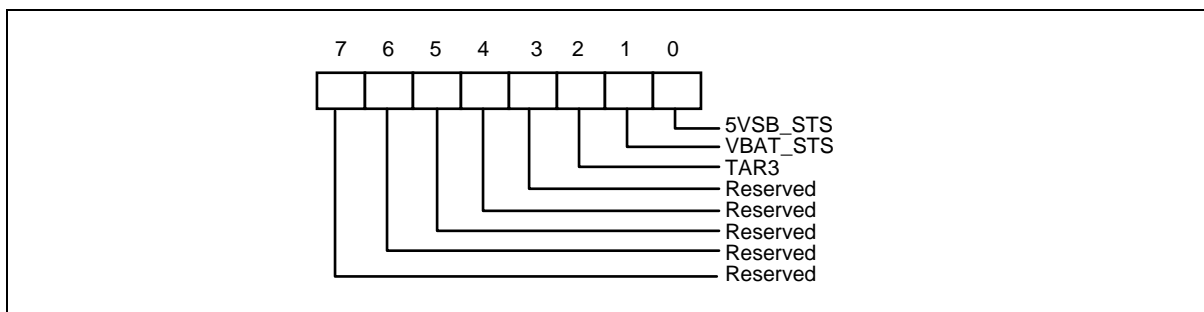 7 6 5 4 3 2 1 0
5VSB_STS
VBAT_STS
TAR3
Reserved
Reserved
Reserved
Reserved
Reserved